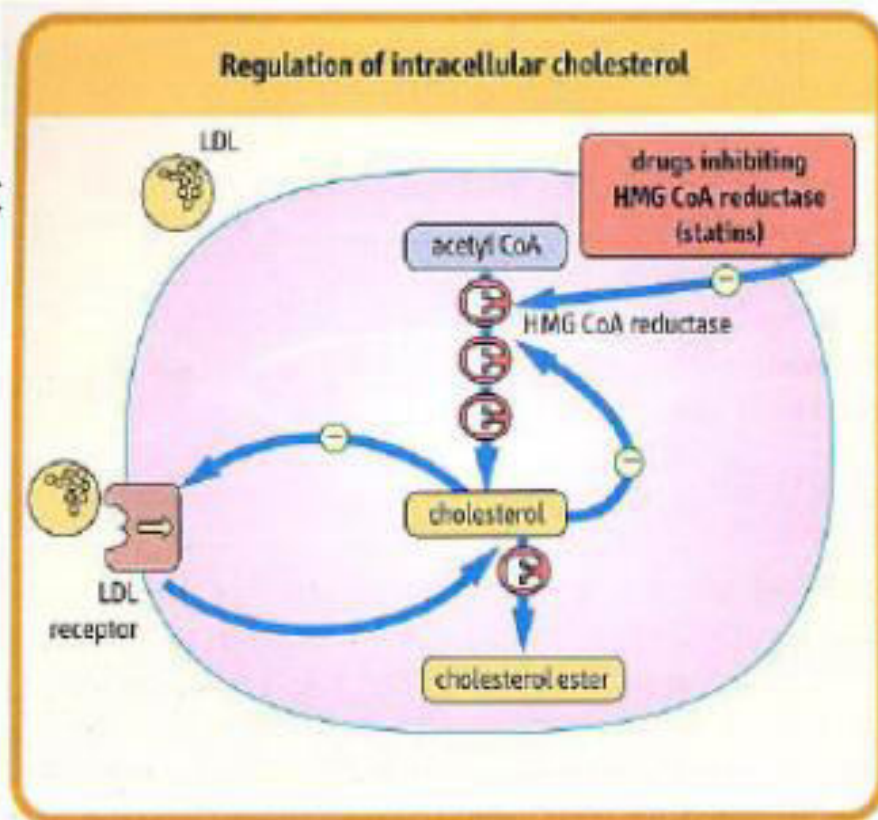 Regulation of intracellular cholesterol
LDL
drugs inhibiting
HMG CoA reductase
(statins)
acetyl CoA
HMG CoA reductase
cholesterol
LDL
receptor
cholesterol ester